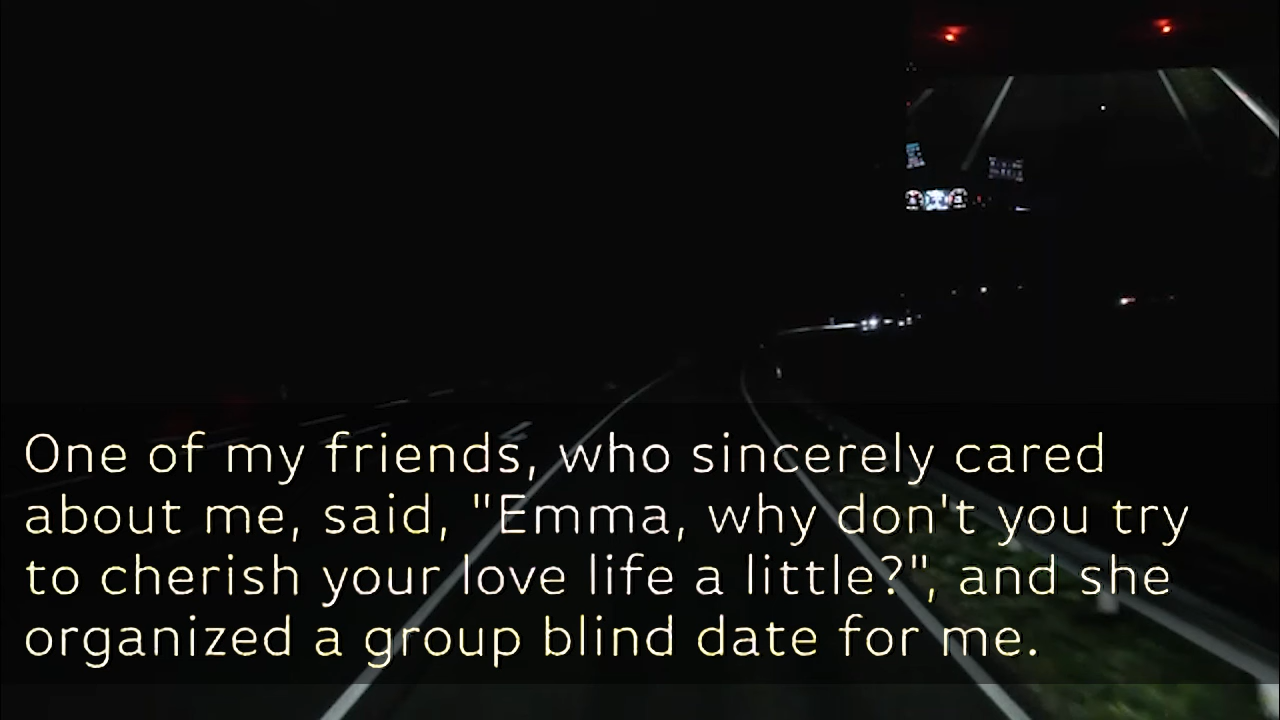 One of my friends, who sincerely cared
about me, said, "Emma, why don't you try
to cherish your love life a little?", and she
organized a group blind date for me.